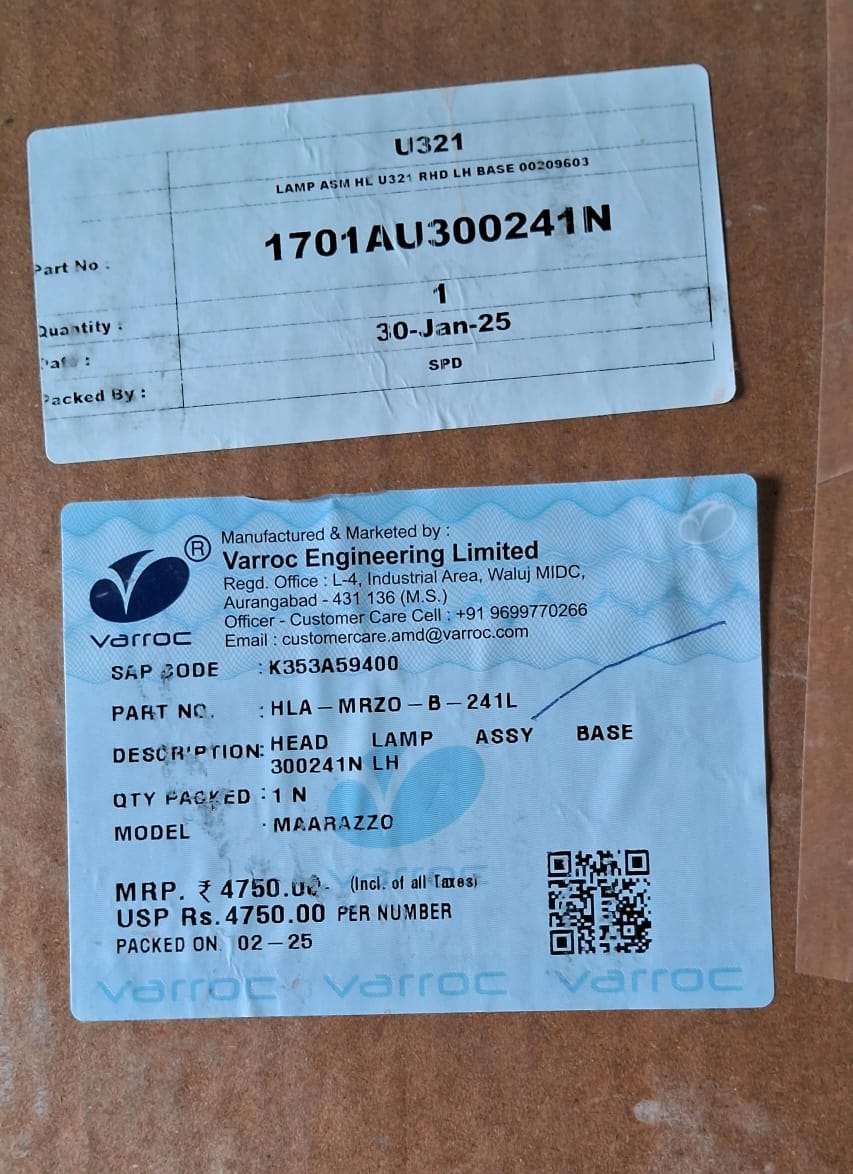 U321
LAMP ASM HL U321 RHD LH BASE 00209603
Part No : 1701AU300241N
Quantity : 1
Date : 30-Jan-25
Packed By : SPD
Varroc ®
Manufactured & Marketed by :
Varroc Engineering Limited
Regd. Office : L-4, Industrial Area, Waluj MIDC,
Aurangabad - 431 136 (M.S.)
Officer - Customer Care Cell : +91 9699770266
Email : customercare.amd@varroc.com
SAP CODE : K353A59400
PART NO. : HLA-MRZO-B-241L
DESCRIPTION: HEAD LAMP ASSY BASE
300241N LH
QTY PACKED : 1 N
MODEL : MAARAZZO
MRP. ₹ 4750.00- (Incl. of all Taxes)
USP Rs. 4750.00 PER NUMBER
PACKED ON. 02-25
varroc varroc varroc